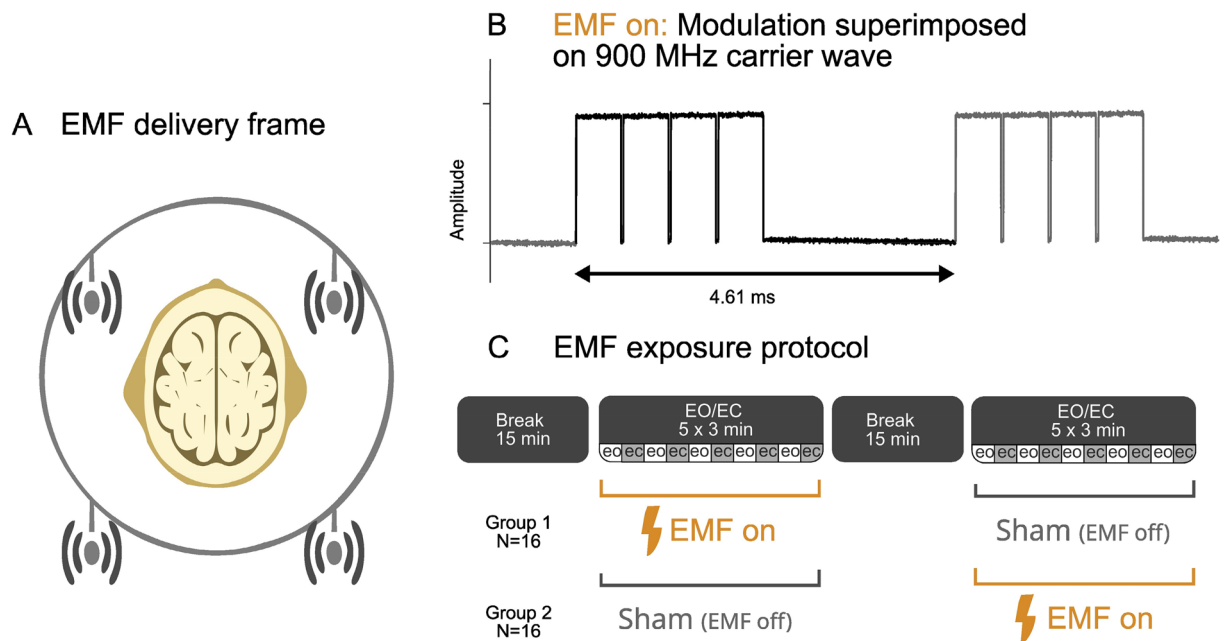 A EMF delivery frame
B EMF on: Modulation superimposed
on 900 MHz carrier wave
Amplitude
4.61 ms
C EMF exposure protocol
Break
15 min
EO/EC
5 x 3 min
eo ec eo ec eo ec eo ec eo ec
Break
15 min
EO/EC
5 x 3 min
eo ec eo ec eo ec eo ec eo ec
Group 1
N=16
EMF on
Sham (EMF off)
Group 2
N=16
Sham (EMF off)
EMF on